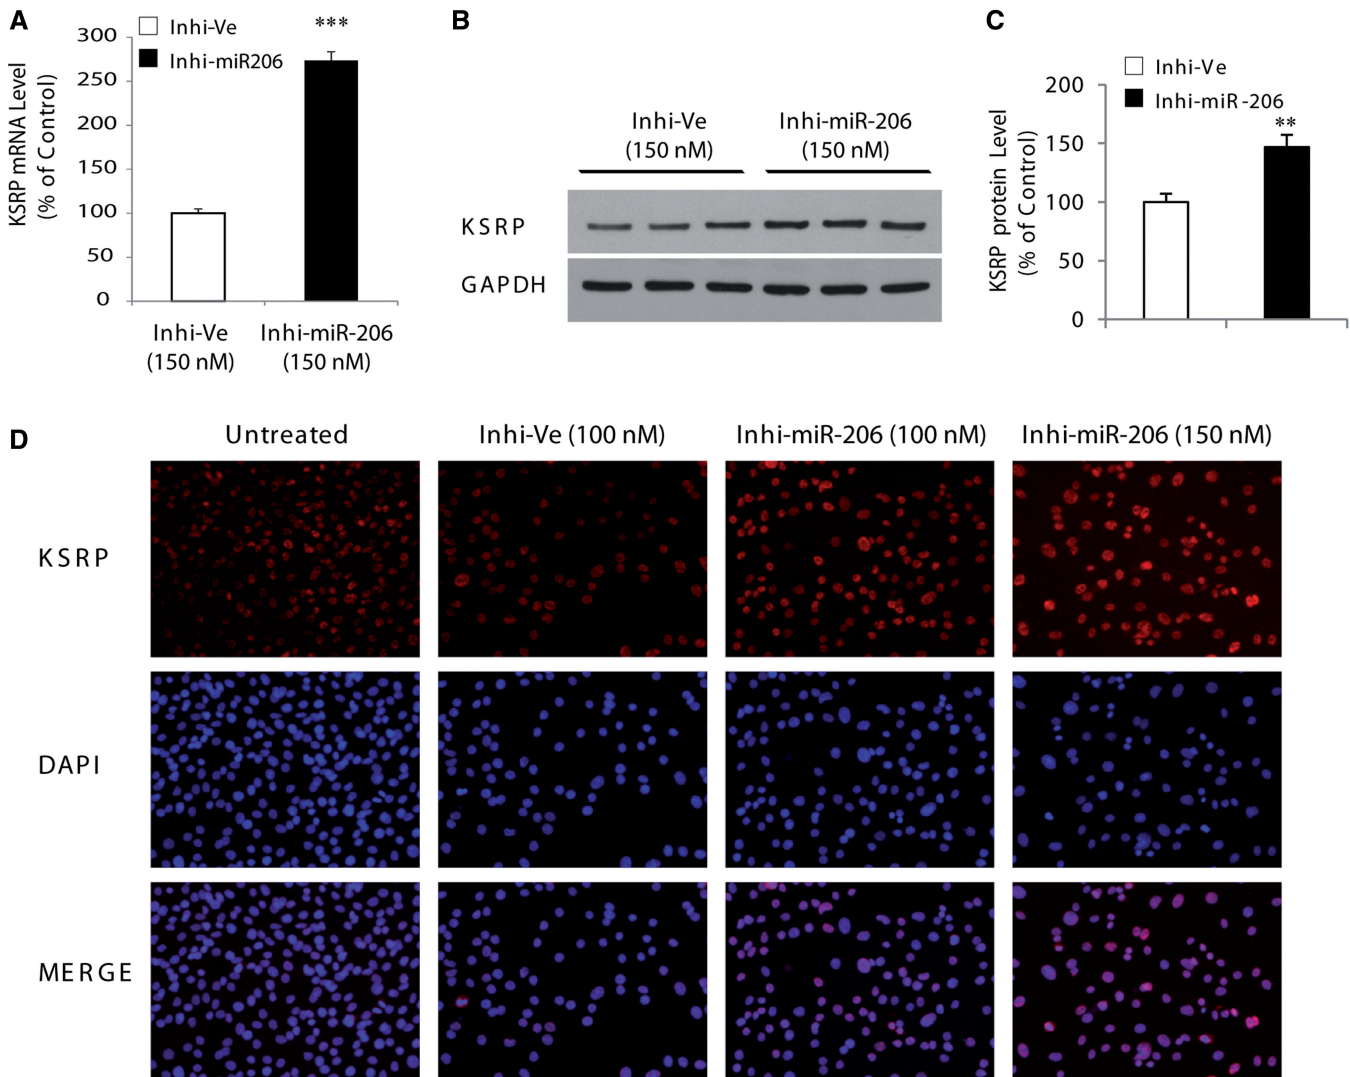 A
Inhi-Ve
Inhi-miR206
***
KSRP mRNA Level
(% of Control)
300
250
200
150
100
50
0
Inhi-Ve
(150 nM)
Inhi-miR-206
(150 nM)
B
Inhi-Ve
(150 nM)
Inhi-miR-206
(150 nM)
KSRP
GAPDH
C
Inhi-Ve
Inhi-miR-206
**
KSRP protein Level
(% of Control)
200
150
100
50
0
D
Untreated
Inhi-Ve (100 nM)
Inhi-miR-206 (100 nM)
Inhi-miR-206 (150 nM)
KSRP
DAPI
MERGE